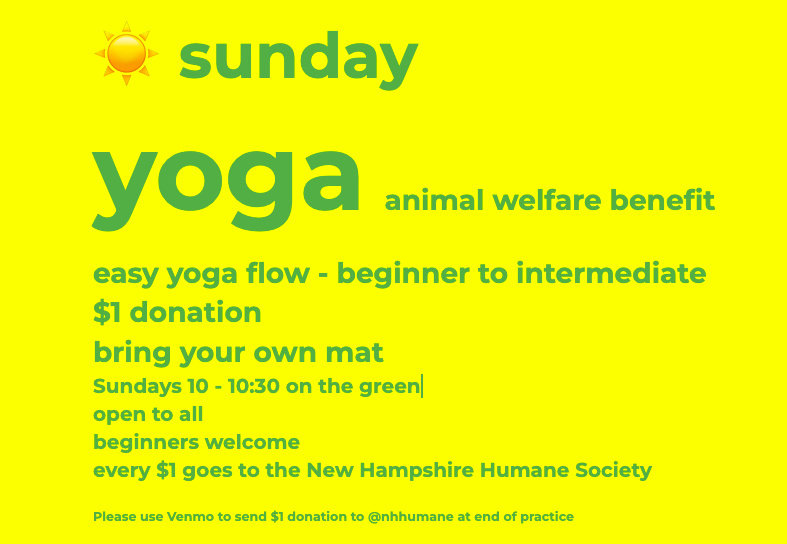 ☀️ sunday
yoga animal welfare benefit
easy yoga flow - beginner to intermediate
$1 donation
bring your own mat
Sundays 10 - 10:30 on the green
open to all
beginners welcome
every $1 goes to the New Hampshire Humane Society
Please use Venmo to send $1 donation to @nhhumane at end of practice